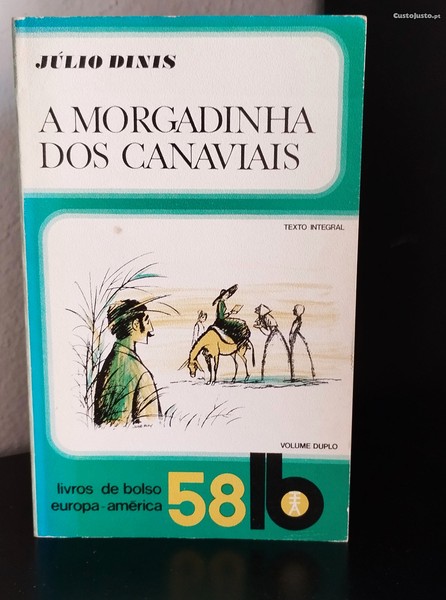 CustoJusto.pt
JÚLIO DINIS
A MORGADINHA
DOS CANAVIAIS
TEXTO INTEGRAL
VOLUME DUPLO
livros de bolso
europa-américa
58 lb